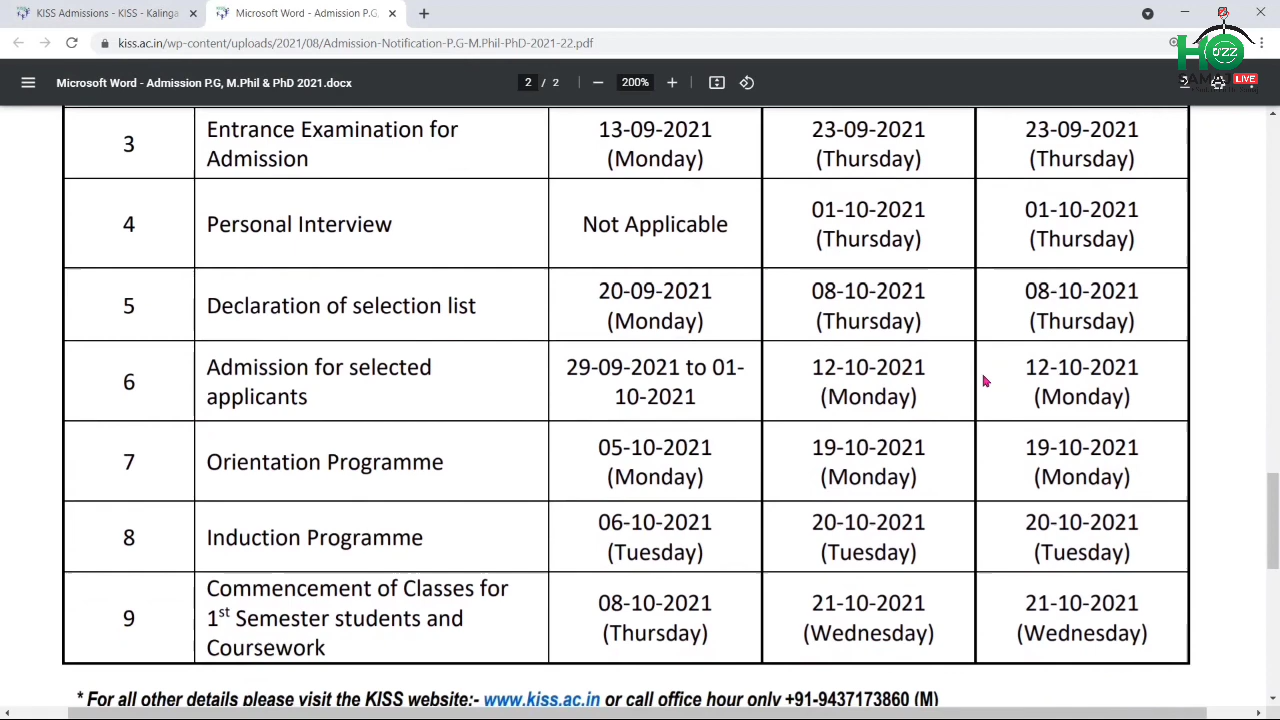 KISS Admissions - KISS - Kalinga
Microsoft Word - Admission P.G,
kiss.ac.in/wp-content/uploads/2021/08/Admission-Notification-P.G-M.Phil-PhD-2021-22.pdf
Microsoft Word - Admission P.G, M.Phil & PhD 2021.docx
2 / 2
200%
HO
O'ZZ
SAMAJ
LIVE
3
Entrance Examination for
Admission
13-09-2021
(Monday)
23-09-2021
(Thursday)
23-09-2021
(Thursday)
4
Personal Interview
Not Applicable
01-10-2021
(Thursday)
01-10-2021
(Thursday)
5
Declaration of selection list
20-09-2021
(Monday)
08-10-2021
(Thursday)
08-10-2021
(Thursday)
6
Admission for selected
applicants
29-09-2021 to 01-
10-2021
12-10-2021
(Monday)
12-10-2021
(Monday)
7
Orientation Programme
05-10-2021
(Monday)
19-10-2021
(Monday)
19-10-2021
(Monday)
8
Induction Programme
06-10-2021
(Tuesday)
20-10-2021
(Tuesday)
20-10-2021
(Tuesday)
9
Commencement of Classes for
1st Semester students and
Coursework
08-10-2021
(Thursday)
21-10-2021
(Wednesday)
21-10-2021
(Wednesday)
* For all other details please visit the KISS website:- www.kiss.ac.in or call office hour only +91-9437173860 (M)